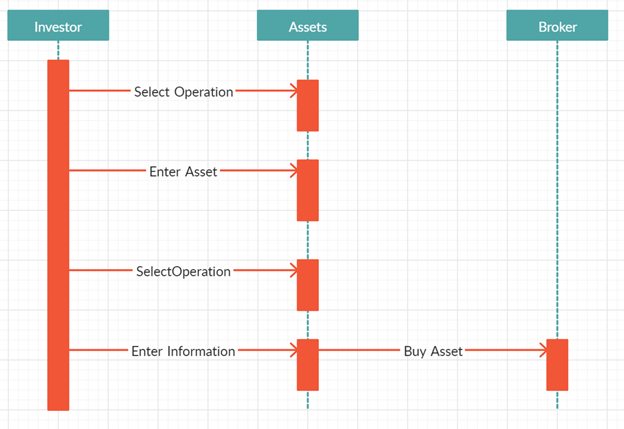 Investor
Assets
Broker
Select Operation
Enter Asset
SelectOperation
Enter Information
Buy Asset